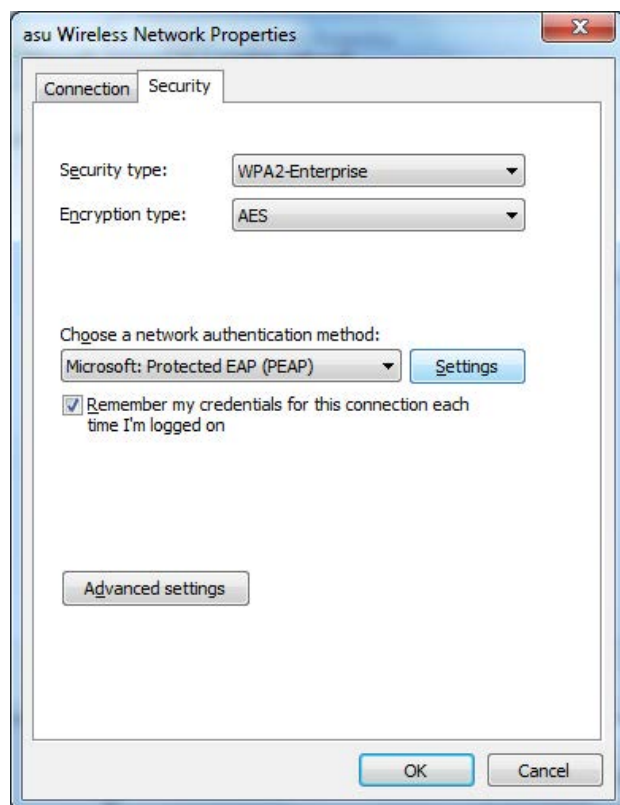 asu Wireless Network Properties
Connection
Security
Security type:
WPA2-Enterprise
Encryption type:
AES
Choose a network authentication method:
Microsoft: Protected EAP (PEAP)
Settings
Remember my credentials for this connection each
time I'm logged on
Advanced settings
OK
Cancel